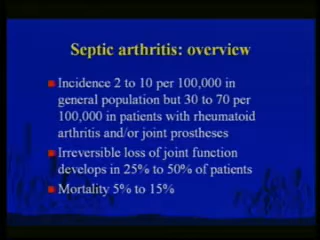 Septic arthritis: overview
Incidence 2 to 10 per 100,000 in
general population but 30 to 70 per
100,000 in patients with rheumatoid
arthritis and/or joint prostheses
Irreversible loss of joint function
develops in 25% to 50% of patients
Mortality 5% to 15%